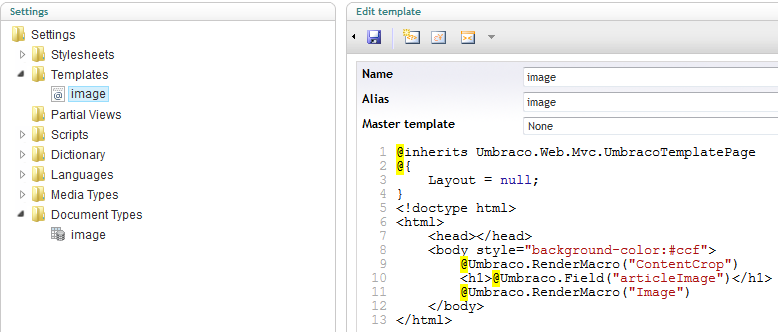 Settings
Settings
Stylesheets
Templates
image
Partial Views
Scripts
Dictionary
Languages
Media Types
Document Types
image
Edit template
Name image
Alias image
Master template None
1 @inherits Umbraco.Web.Mvc.UmbracoTemplatePage
2 @{
3 Layout = null;
4 }
5 <!doctype html>
6 <html>
7 <head></head>
8 <body style="background-color:#ccf">
9 @Umbraco.RenderMacro("ContentCrop")
10 <h1>@Umbraco.Field("articleImage")</h1>
11 @Umbraco.RenderMacro("Image")
12 </body>
13 </html>